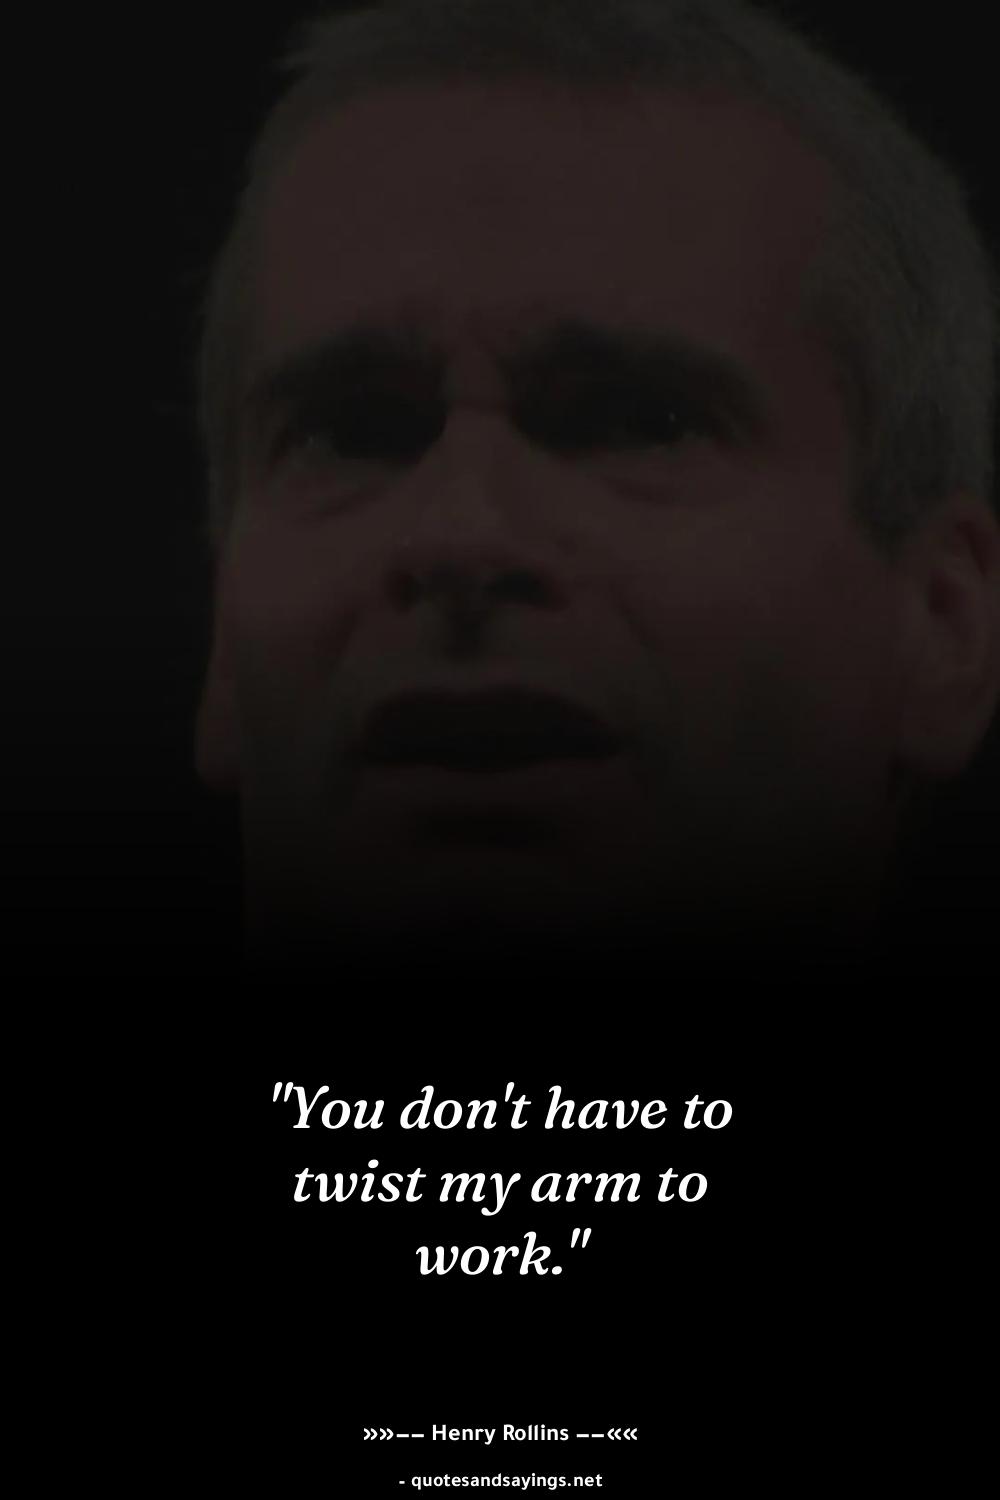 "You don't have to
twist my arm to
work."
»»–– Henry Rollins ––««
- quotesandsayings.net